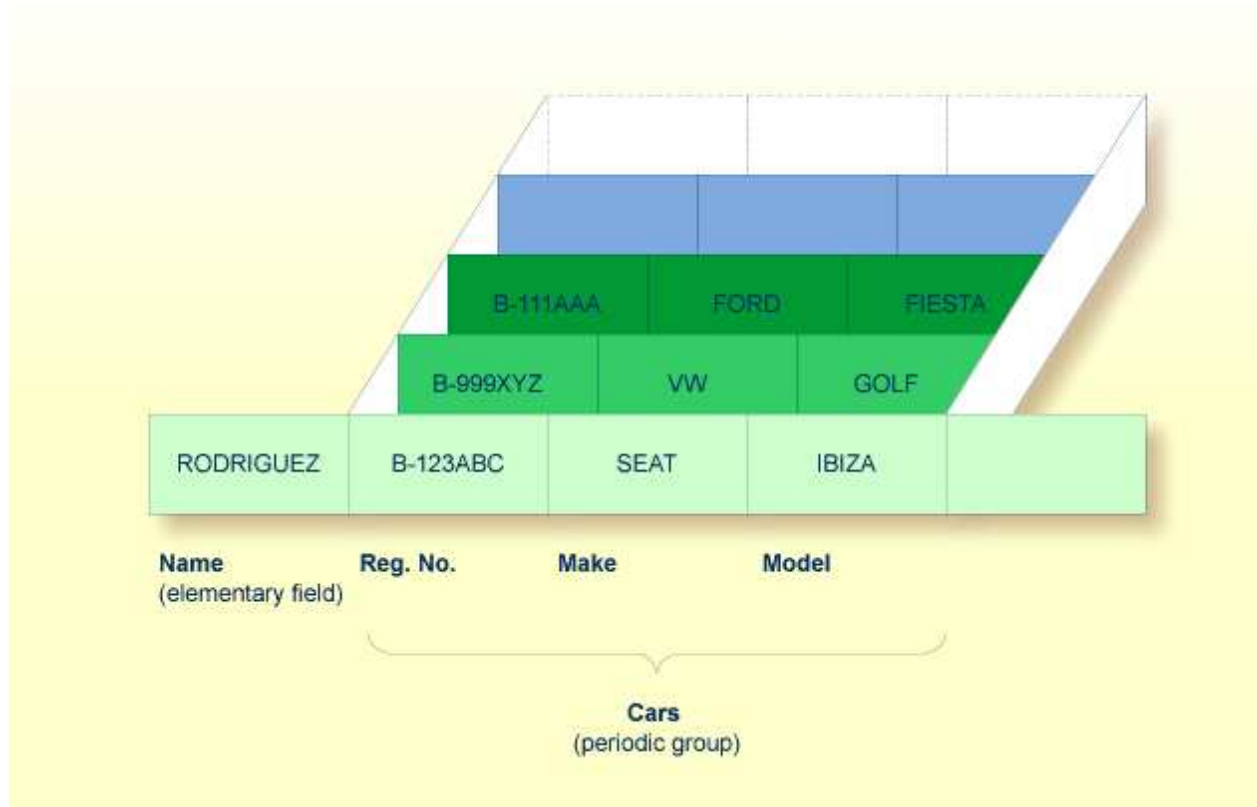 B-111AAA FORD FIESTA
B-999XYZ VW GOLF
RODRIGUEZ B-123ABC SEAT IBIZA
Name Reg. No. Make Model
(elementary field)
Cars
(periodic group)